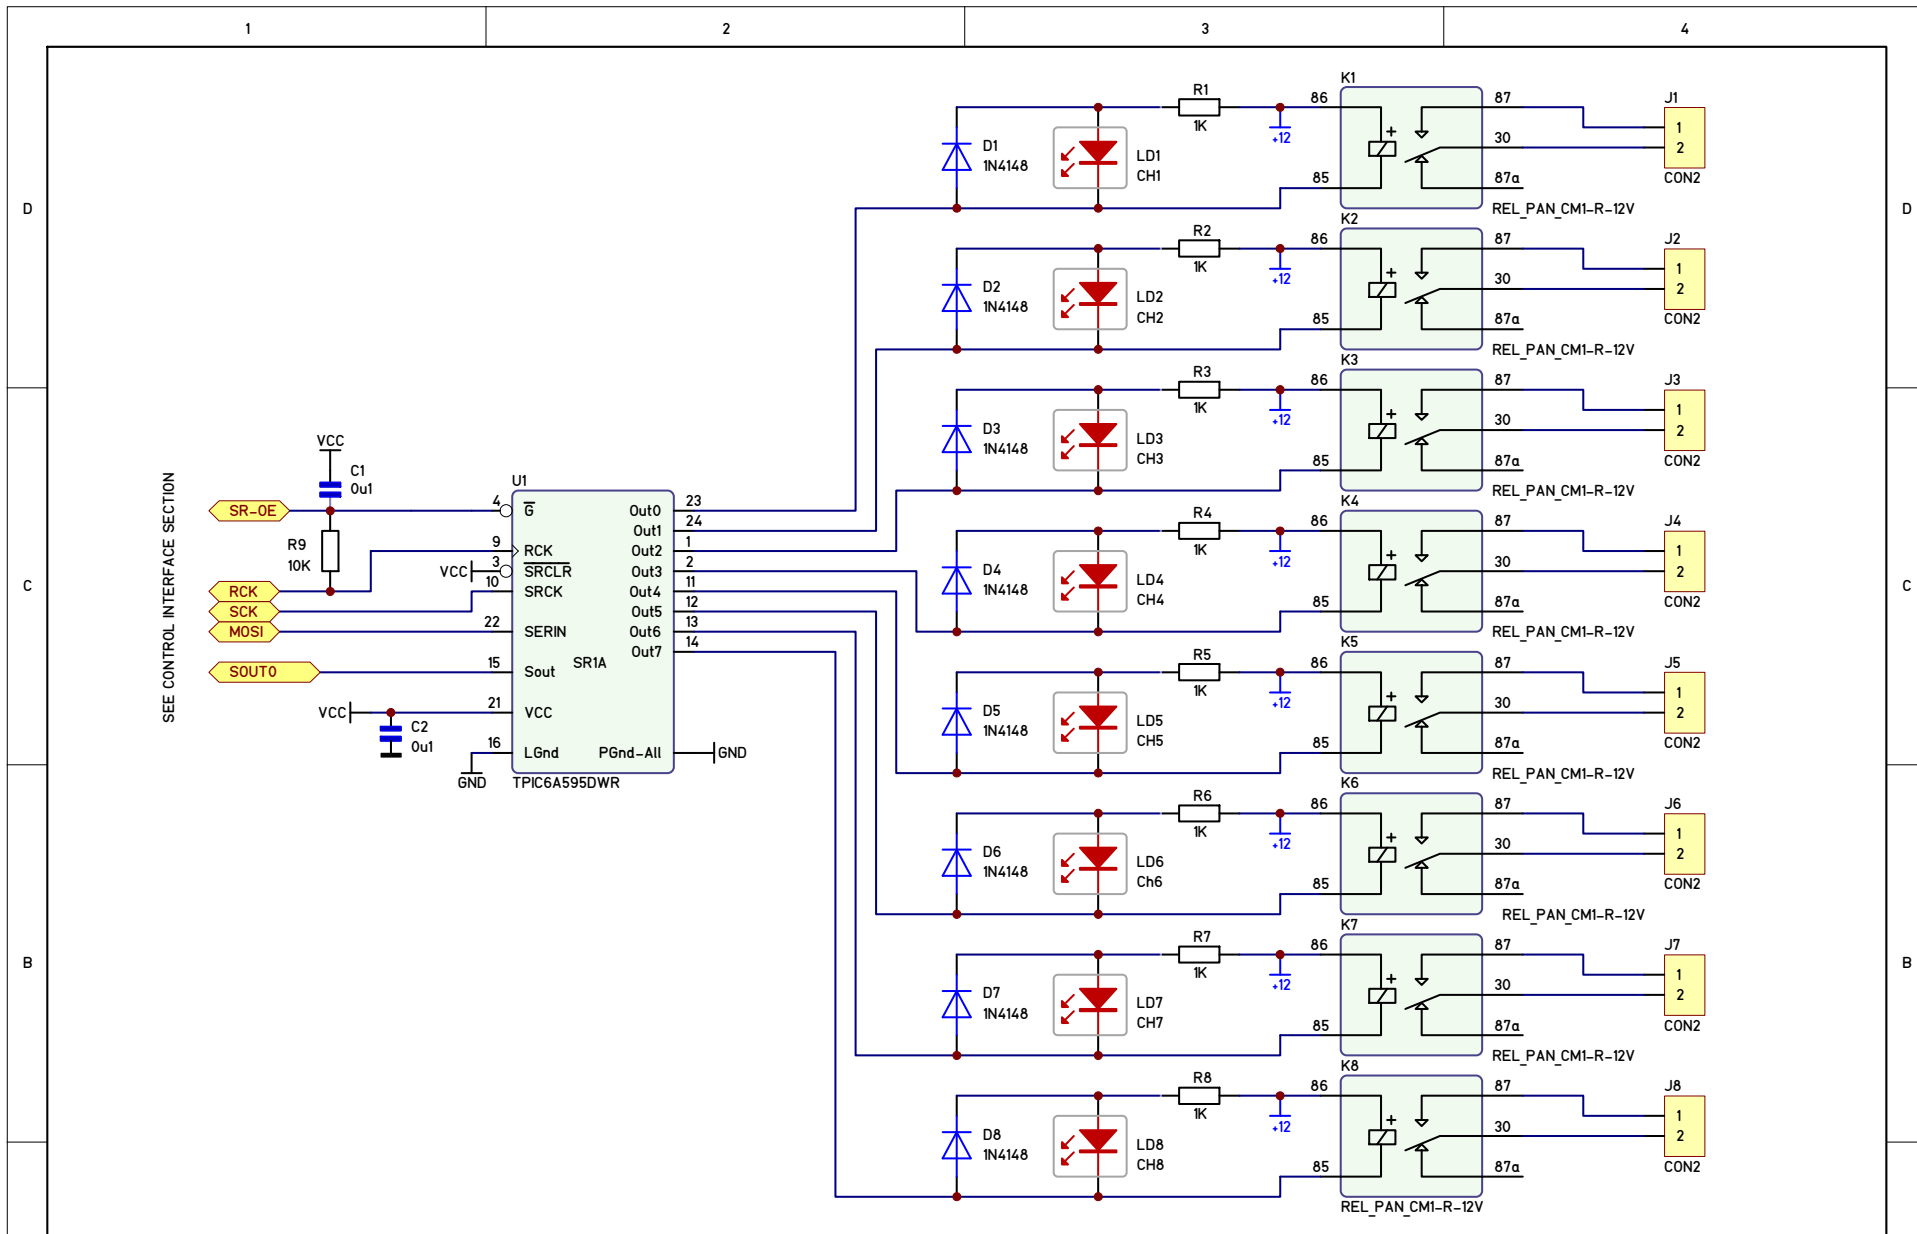 1 2 3 4
D D
C C
B B
SEE CONTROL INTERFACE SECTION
VCC
C1
0u1
SR-OE
R9
10K
RCK
SCK
MOSI
SOUT0
VCC
VCC
C2
0u1
GND
U1
4 G
9 RCK
3 SRCLR
10 SRCK
22 SERIN
15 Sout
21 VCC
16 LGnd
SR1A
Out0 23
Out1 24
Out2 1
Out3 2
Out4 11
Out5 12
Out6 13
Out7 14
PGnd-All
GND
TPIC6A595DWR
D1
1N4148
LD1
CH1
R1
1K
+12
K1
86
85
+
87
30
87a
REL_PAN_CM1-R-12V
J1
1
2
CON2
D2
1N4148
LD2
CH2
R2
1K
+12
K2
86
85
+
87
30
87a
REL_PAN_CM1-R-12V
J2
1
2
CON2
D3
1N4148
LD3
CH3
R3
1K
+12
K3
86
85
+
87
30
87a
REL_PAN_CM1-R-12V
J3
1
2
CON2
D4
1N4148
LD4
CH4
R4
1K
+12
K4
86
85
+
87
30
87a
REL_PAN_CM1-R-12V
J4
1
2
CON2
D5
1N4148
LD5
CH5
R5
1K
+12
K5
86
85
+
87
30
87a
REL_PAN_CM1-R-12V
J5
1
2
CON2
D6
1N4148
LD6
Ch6
R6
1K
+12
K6
86
85
+
87
30
87a
REL_PAN_CM1-R-12V
J6
1
2
CON2
D7
1N4148
LD7
CH7
R7
1K
+12
K7
86
85
+
87
30
87a
REL_PAN_CM1-R-12V
J7
1
2
CON2
D8
1N4148
LD8
CH8
R8
1K
+12
K8
86
85
+
87
30
87a
REL_PAN_CM1-R-12V
J8
1
2
CON2